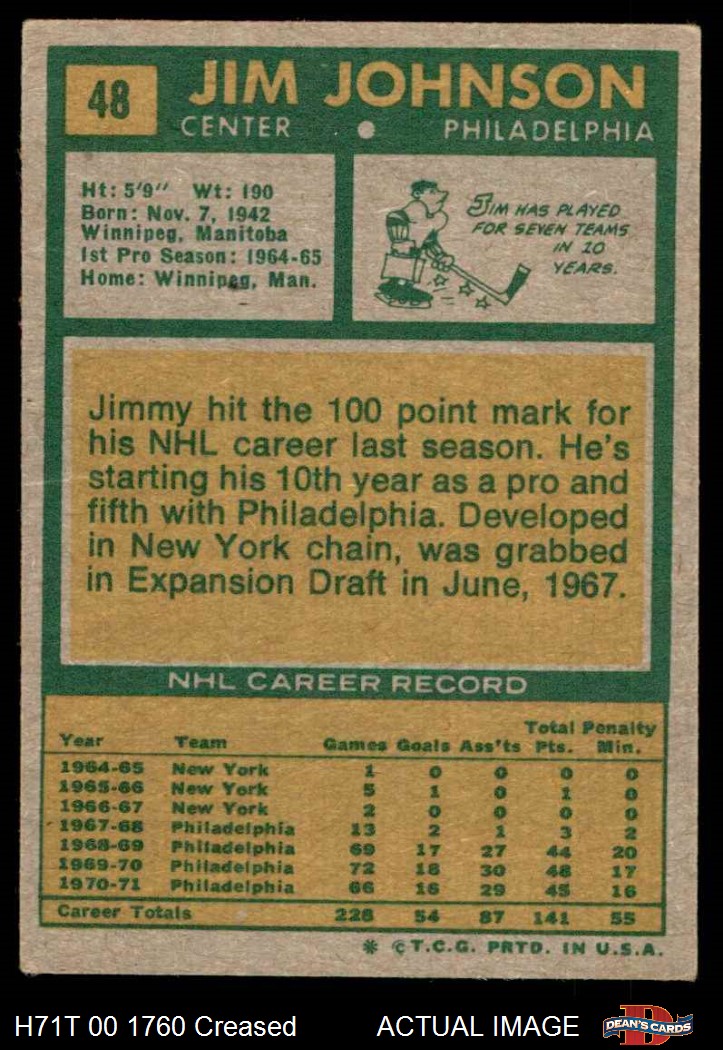 48
JIM JOHNSON
CENTER • PHILADELPHIA
Ht: 5'9" Wt: 190
Born: Nov. 7, 1942
Winnipeg, Manitoba
1st Pro Season: 1964-65
Home: Winnipeg, Man.
JIM HAS PLAYED
FOR SEVEN TEAMS
IN 10
YEARS.
Jimmy hit the 100 point mark for
his NHL career last season. He's
starting his 10th year as a pro and
fifth with Philadelphia. Developed
in New York chain, was grabbed
in Expansion Draft in June, 1967.
NHL CAREER RECORD
Year Team Games Goals Ass'ts Total Pts. Penalty Min.
1964-65 New York 1 0 0 0 0
1965-66 New York 5 1 0 1 0
1966-67 New York 2 0 0 0 0
1967-68 Philadelphia 13 2 1 3 2
1968-69 Philadelphia 69 17 27 44 20
1969-70 Philadelphia 72 18 30 48 17
1970-71 Philadelphia 66 16 29 45 16
Career Totals 228 54 87 141 55
* © T.C.G. PRTD. IN U.S.A.
H71T 00 1760 Creased ACTUAL IMAGE
D
DEAN'S CARDS